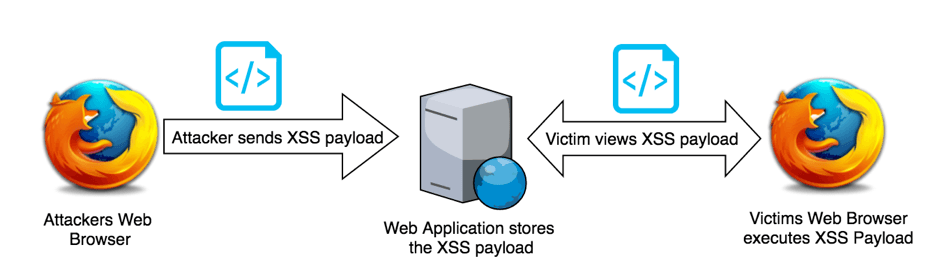 </>
</>
Attacker sends XSS payload
Victim views XSS payload
Attackers Web
Browser
Web Application stores
the XSS payload
Victims Web Browser
executes XSS Payload